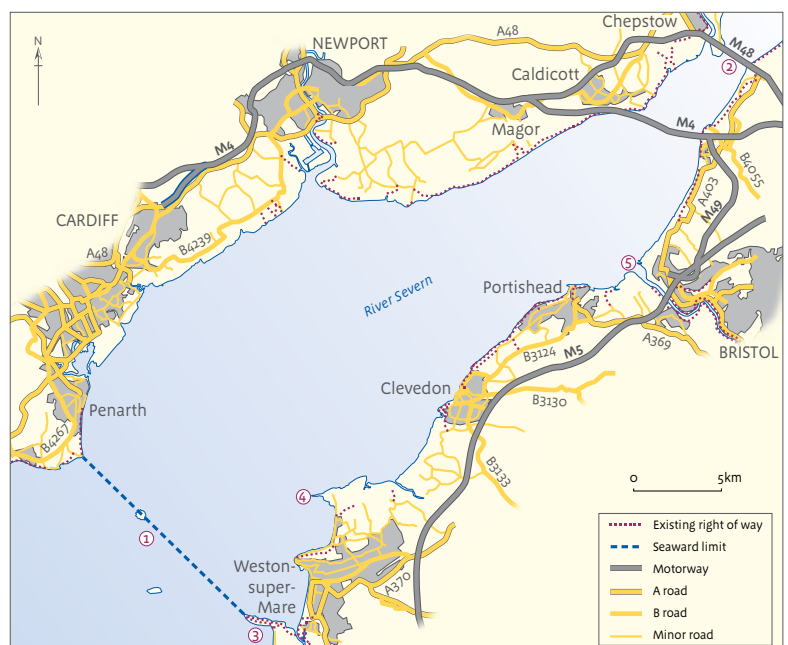 Chepstow
A48
NEWPORT
M48
②
Caldicott
N
M4
Magor
M4
B4055
A403
M49
CARDIFF
B4239
A48
⑤
River Severn
Portishead
A369
BRISTOL
B3124
M5
Clevedon
B3130
Penarth
B4267
B3133
0
5km
④
①
Weston-
super-
Mare
A370
③
Existing right of way
Seaward limit
Motorway
A road
B road
Minor road